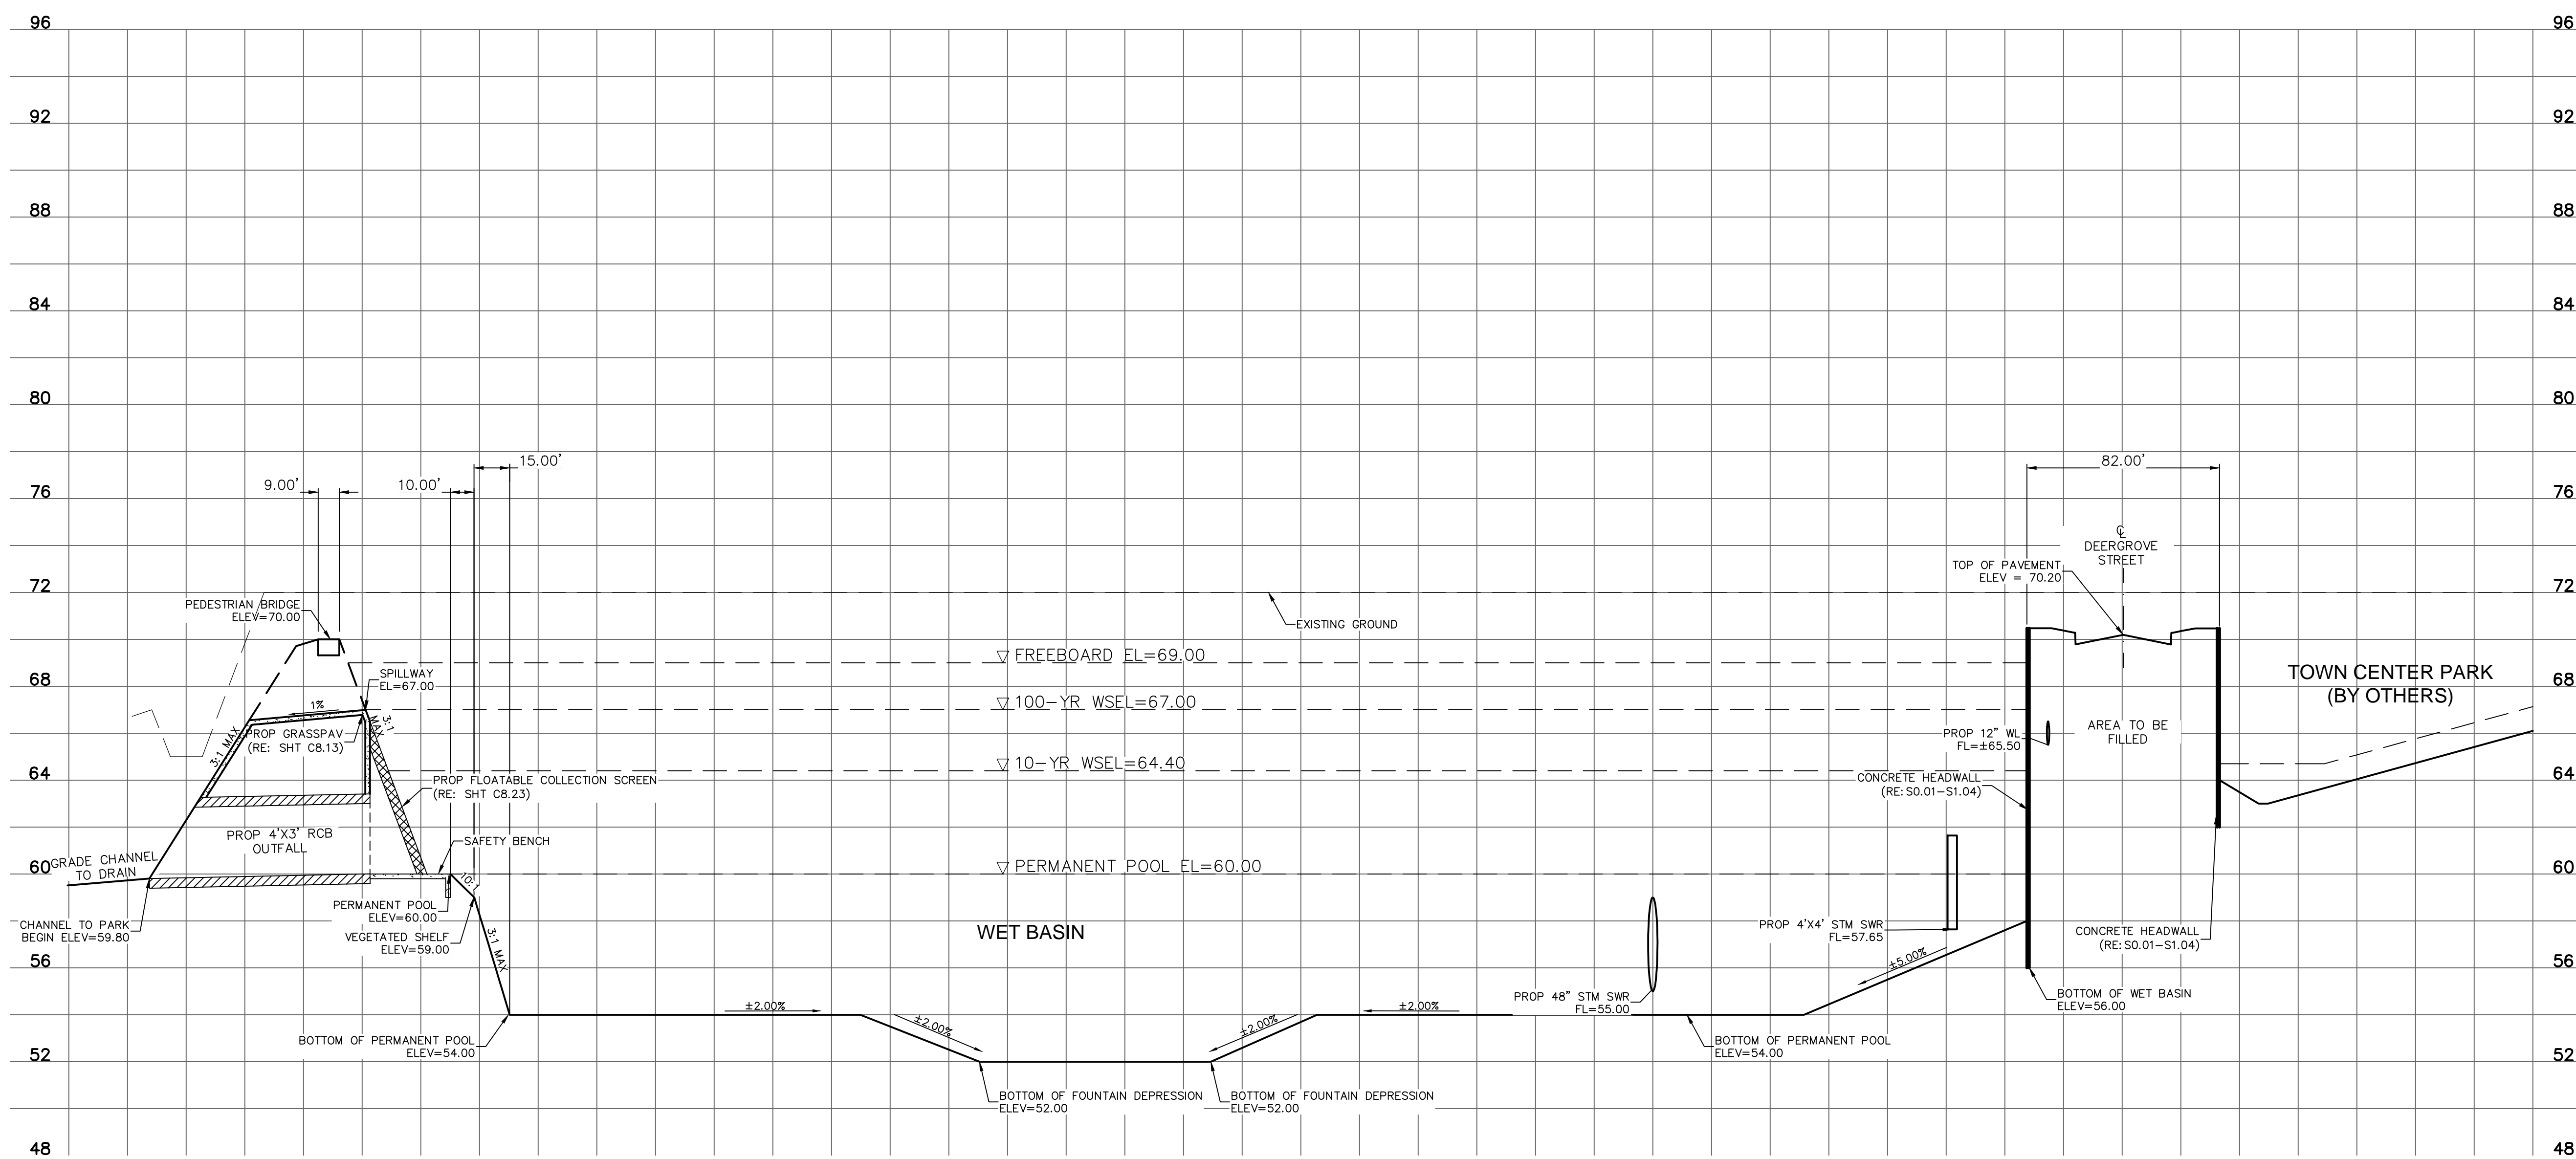 96
96
92
92
88
88
84
84
80
80
15.00'
82.00'
9.00'
10.00'
76
76
℄
DEERGROVE
STREET
TOP OF PAVEMENT
ELEV = 70.20
72
72
PEDESTRIAN BRIDGE
ELEV=70.00
EXISTING GROUND
FREEBOARD EL=69.00
SPILLWAY
EL=67.00
68
68
TOWN CENTER PARK
(BY OTHERS)
100-YR WSEL=67.00
1%
3:1
MAX
3:1 MAX
PROP GRASSPAV
(RE: SHT C8.13)
AREA TO BE
FILLED
PROP 12" WL
FL=±65.50
10-YR WSEL=64.40
64
64
PROP FLOATABLE COLLECTION SCREEN
(RE: SHT C8.23)
CONCRETE HEADWALL
(RE: S0.01-S1.04)
PROP 4'X3' RCB
OUTFALL
SAFETY BENCH
60
60
GRADE CHANNEL
TO DRAIN
PERMANENT POOL EL=60.00
10:1
PERMANENT POOL
ELEV=60.00
CHANNEL TO PARK
BEGIN ELEV=59.80
VEGETATED SHELF
ELEV=59.00
3:1 MAX
WET BASIN
PROP 4'X4' STM SWR
FL=57.65
CONCRETE HEADWALL
(RE: S0.01-S1.04)
56
56
±5.00%
PROP 48" STM SWR
FL=55.00
BOTTOM OF WET BASIN
ELEV=56.00
±2.00%
±2.00%
±2.00%
±2.00%
BOTTOM OF PERMANENT POOL
ELEV=54.00
BOTTOM OF PERMANENT POOL
ELEV=54.00
52
52
BOTTOM OF FOUNTAIN DEPRESSION
ELEV=52.00
BOTTOM OF FOUNTAIN DEPRESSION
ELEV=52.00
48
48